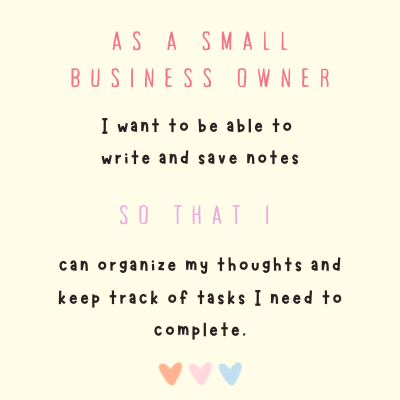 AS A SMALL
BUSINESS OWNER
I want to be able to
write and save notes
SO THAT I
can organize my thoughts and
keep track of tasks I need to
complete.